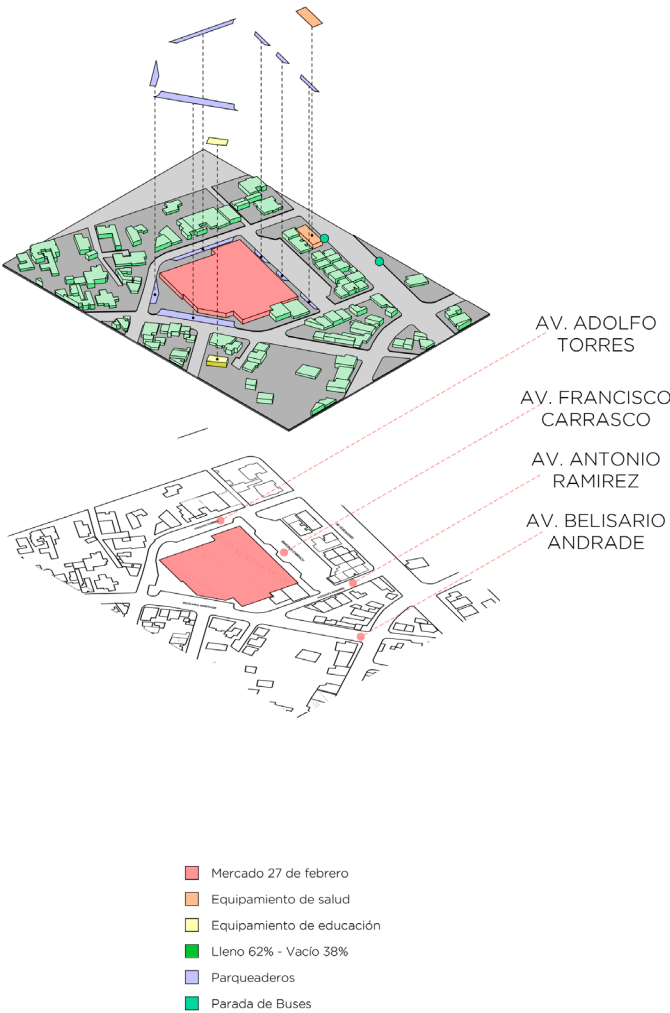 AV. ADOLFO
TORRES
AV. FRANCISCO
CARRASCO
AV. ANTONIO
RAMIREZ
AV. BELISARIO
ANDRADE
Mercado 27 de febrero
Equipamiento de salud
Equipamiento de educación
Lleno 62% - Vacío 38%
Parqueaderos
Parada de Buses